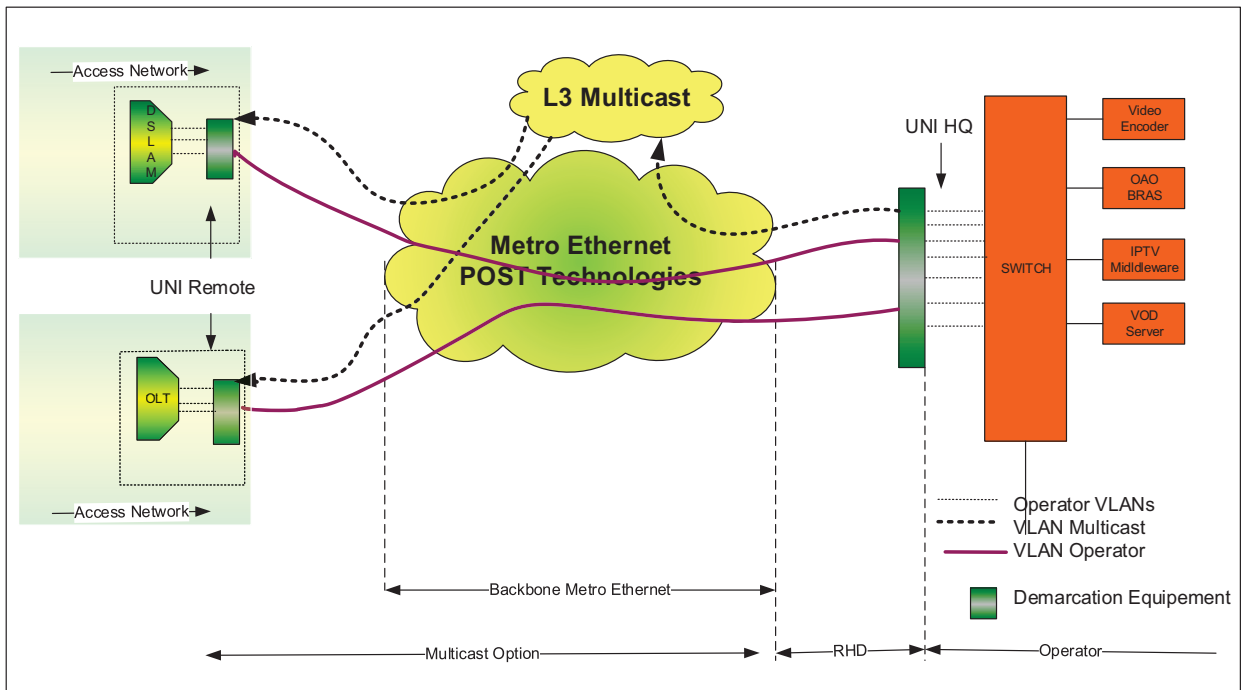 Access Network
DSLAM
UNI Remote
OLT
Access Network
L3 Multicast
Metro Ethernet
POST Technologies
UNI HQ
SWITCH
Video
Encoder
OAO
BRAS
IPTV
MidIdleware
VOD
Server
Operator VLANs
VLAN Multicast
VLAN Operator
Demarcation Equipement
Backbone Metro Ethernet
Multicast Option
RHD
Operator